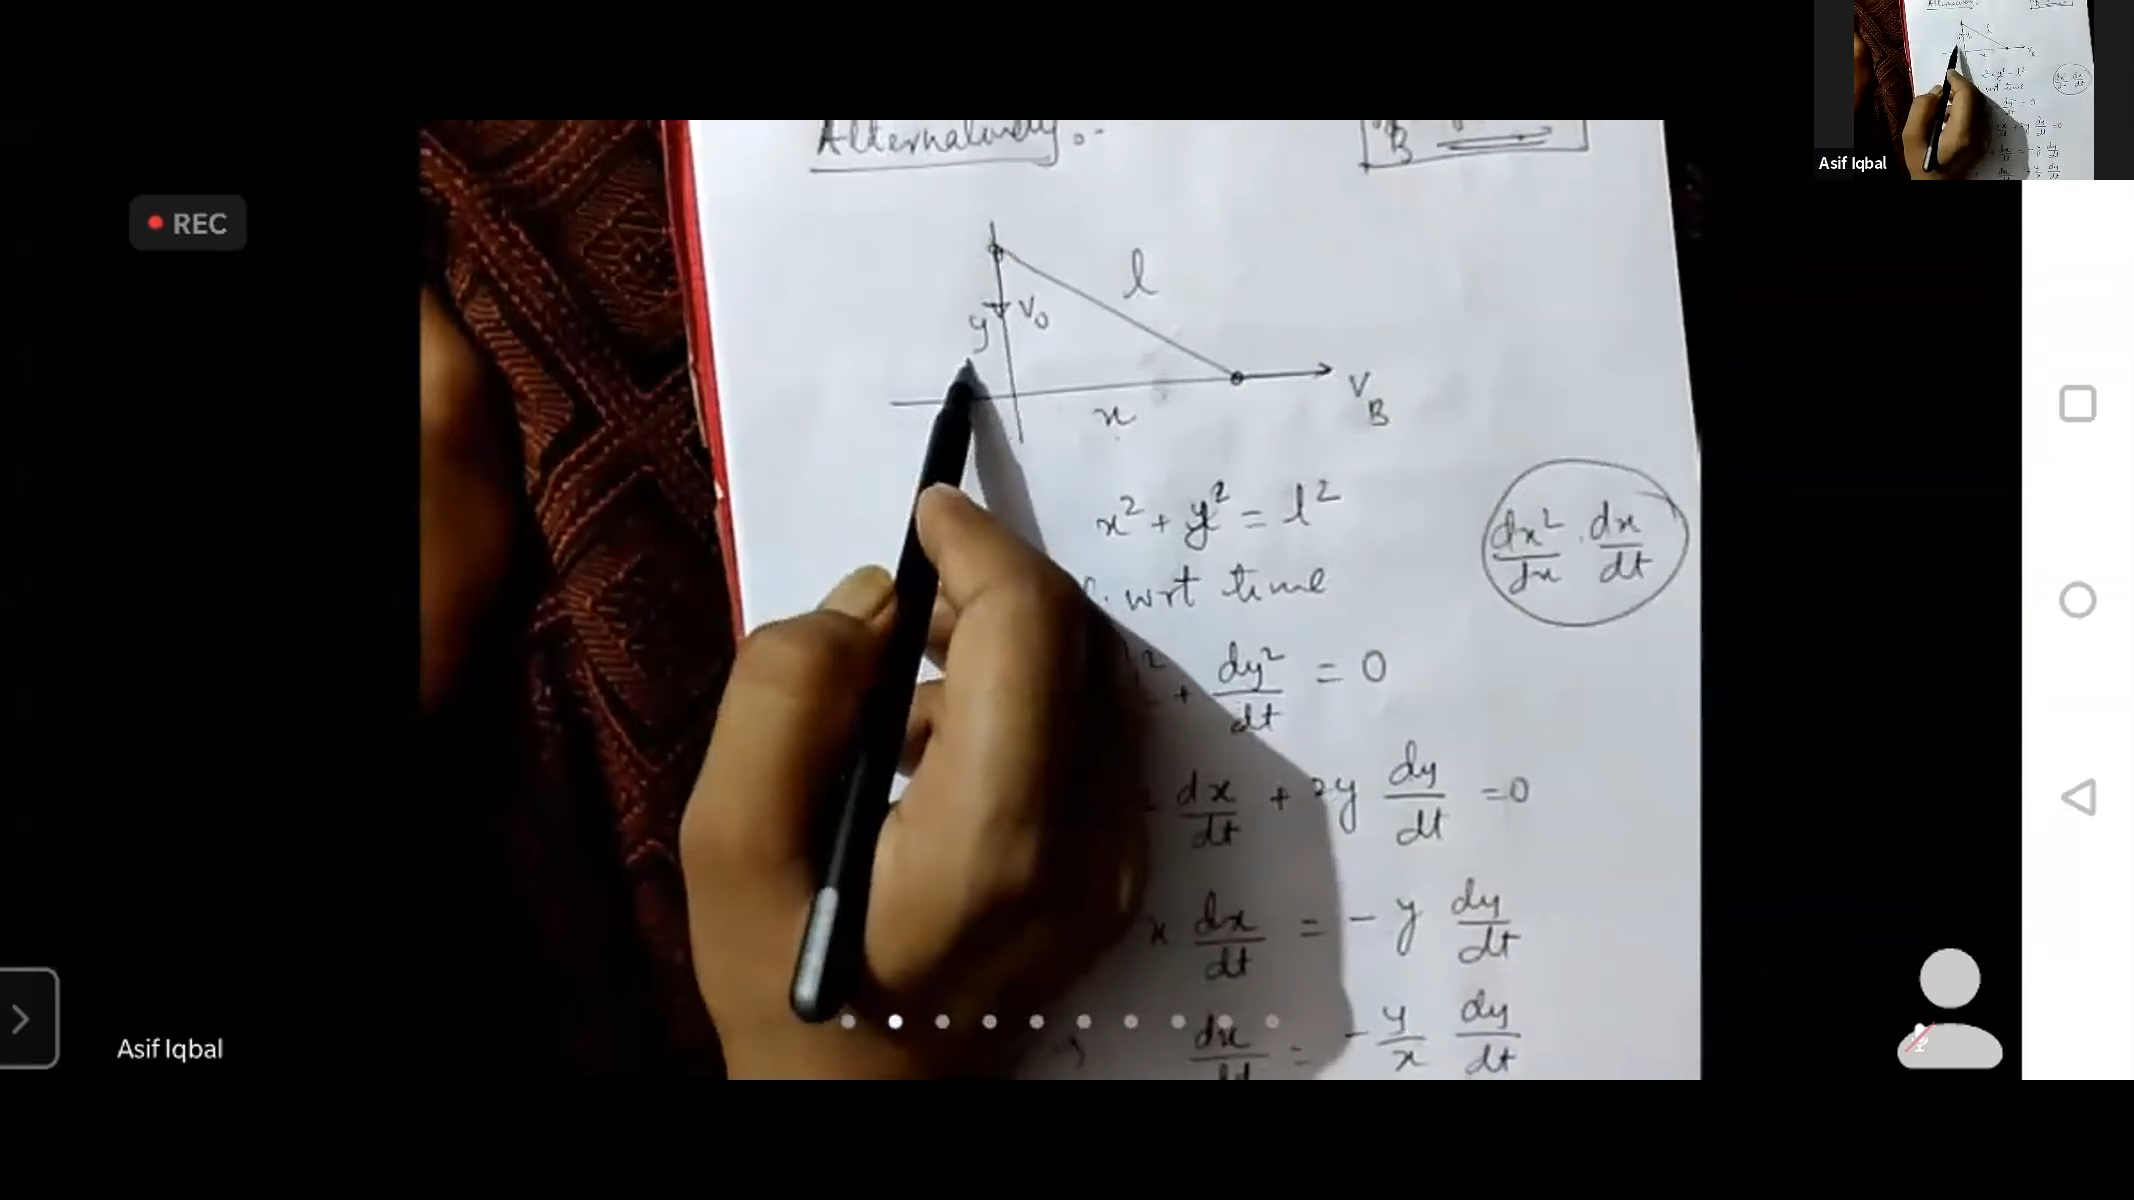 Alternatively:-
B
REC
Asif Iqbal
l
V0
y
VB
x
x² + y² = l²
wrt time
dx²/dx · dx/dt
+ dy²/dt = 0
dx/dt + 2y dy/dt = 0
x dx/dt = - y dy/dt
dx = - y/x dy/dt
Asif Iqbal